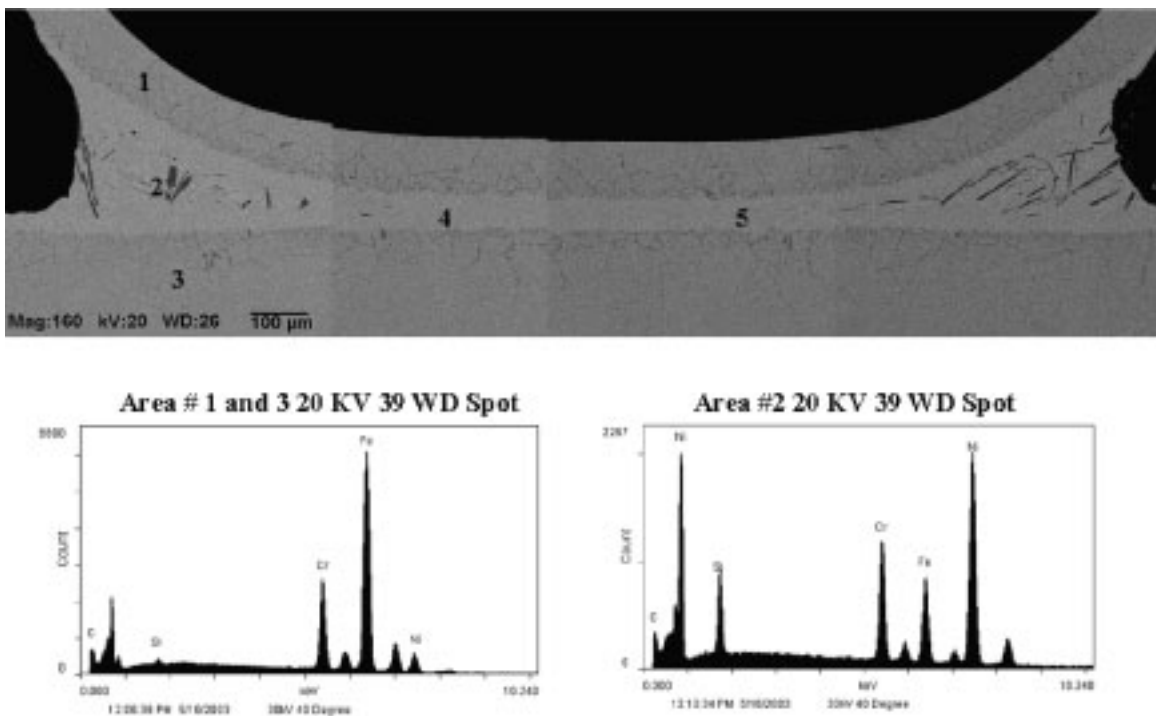 1
2
4
5
3
Mag:160 kV:20 WD:26 100 µm
Area # 1 and 3 20 KV 39 WD Spot
Area #2 20 KV 39 WD Spot
Fe
Count
Cr
C
Si
Ni
0
0.000
keV
10.240
2287
Ni
Ni
Count
Si
Cr
Fe
C
0
keV
10.240